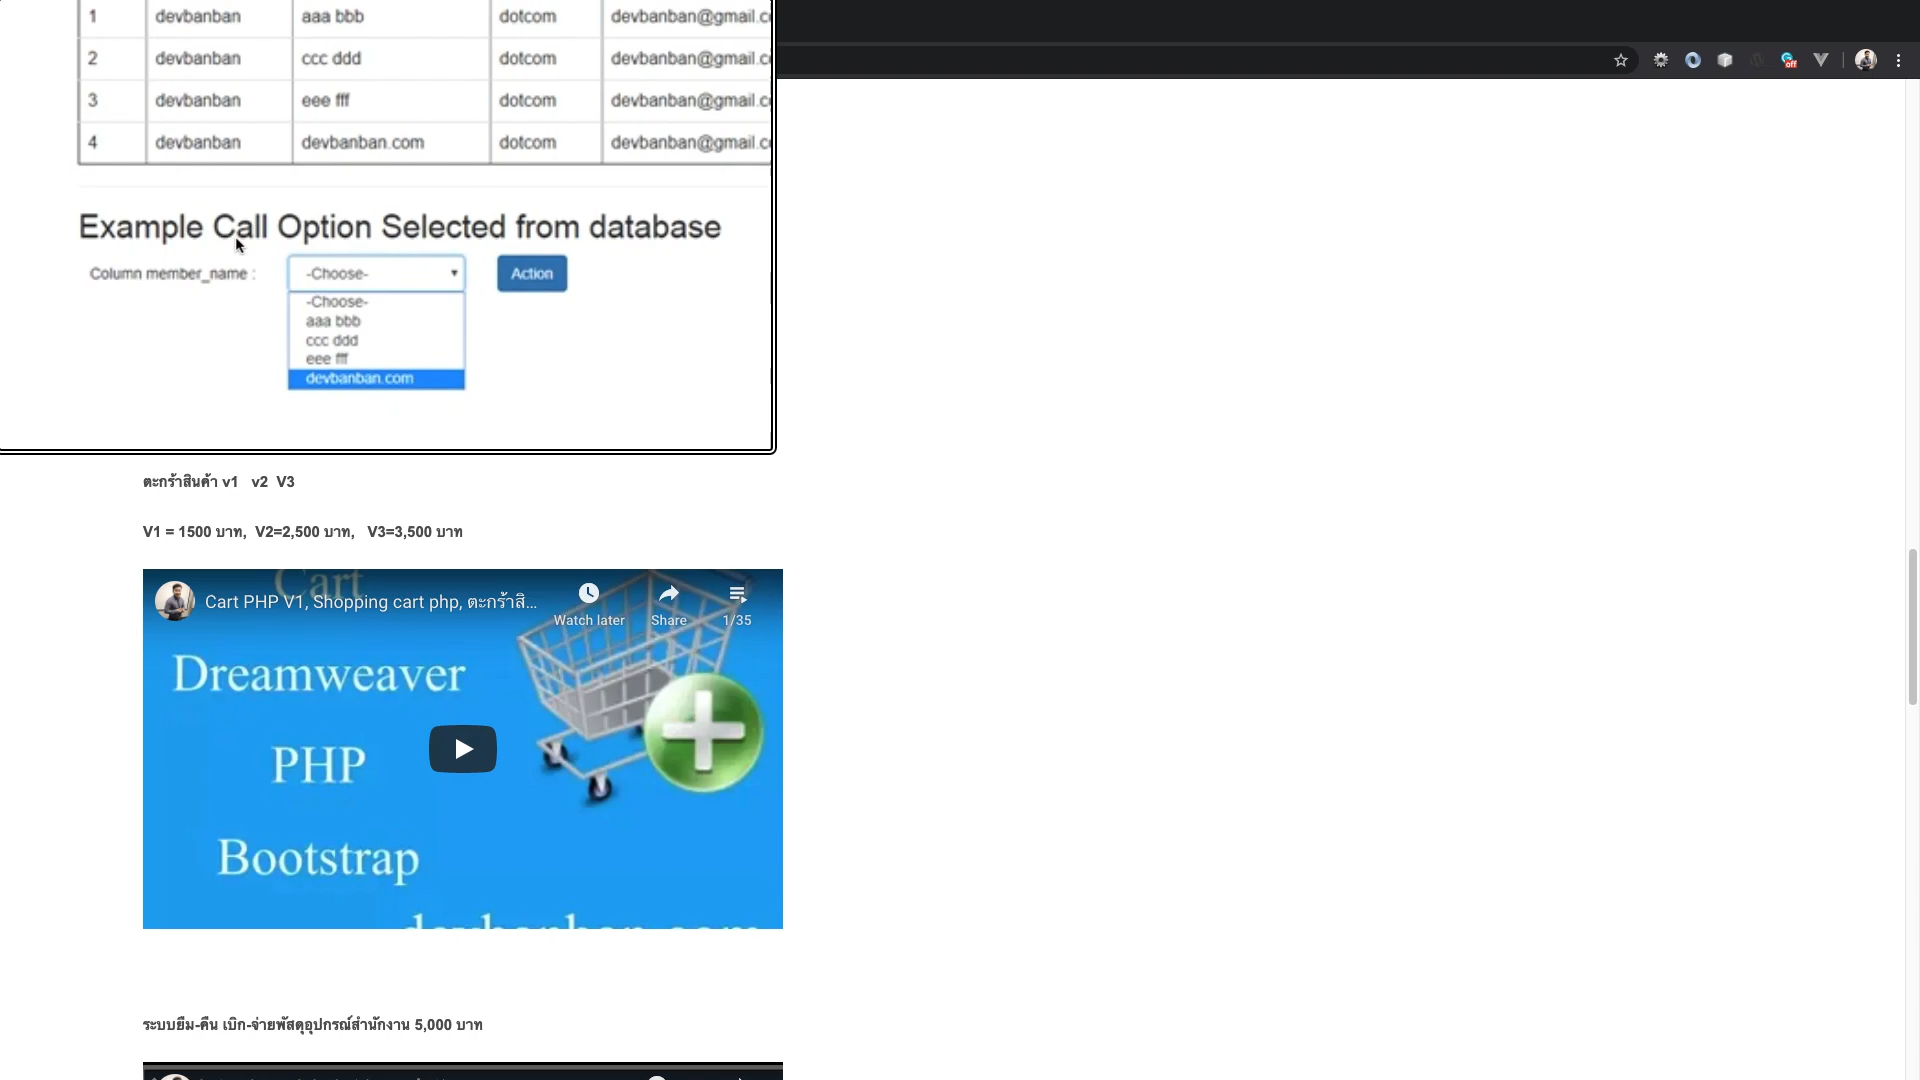 1 devbanban aaa bbb dotcom devbanban@gmail.c
2 devbanban ccc ddd dotcom devbanban@gmail.c
3 devbanban eee fff dotcom devbanban@gmail.c
4 devbanban devbanban.com dotcom devbanban@gmail.c
Example Call Option Selected from database
Column member_name : -Choose- Action
-Choose-
aaa bbb
ccc ddd
eee fff
devbanban.com
ตะกร้าสินค้า v1 v2 V3
V1 = 1500 บาท, V2=2,500 บาท, V3=3,500 บาท
Cart
Cart PHP V1, Shopping cart php, ตะกร้าสิ...
Watch later Share 1/35
Dreamweaver
PHP
Bootstrap
devbanban.com
ระบบยืม-คืน เบิก-จ่ายพัสดุอุปกรณ์สำนักงาน 5,000 บาท
off